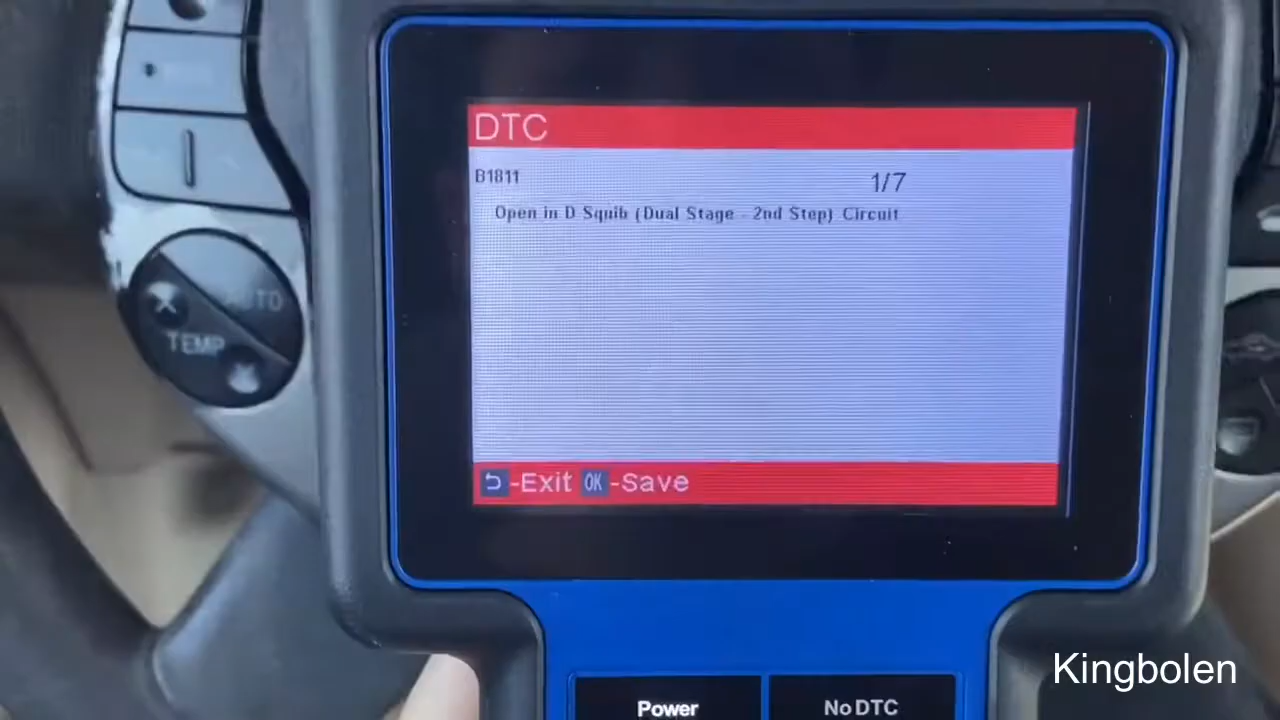 DTC
B1811
1/7
Open in D Squib (Dual Stage - 2nd Step) Circuit
-Exit OK -Save
AUTO
TEMP
Power
No DTC
Kingbolen